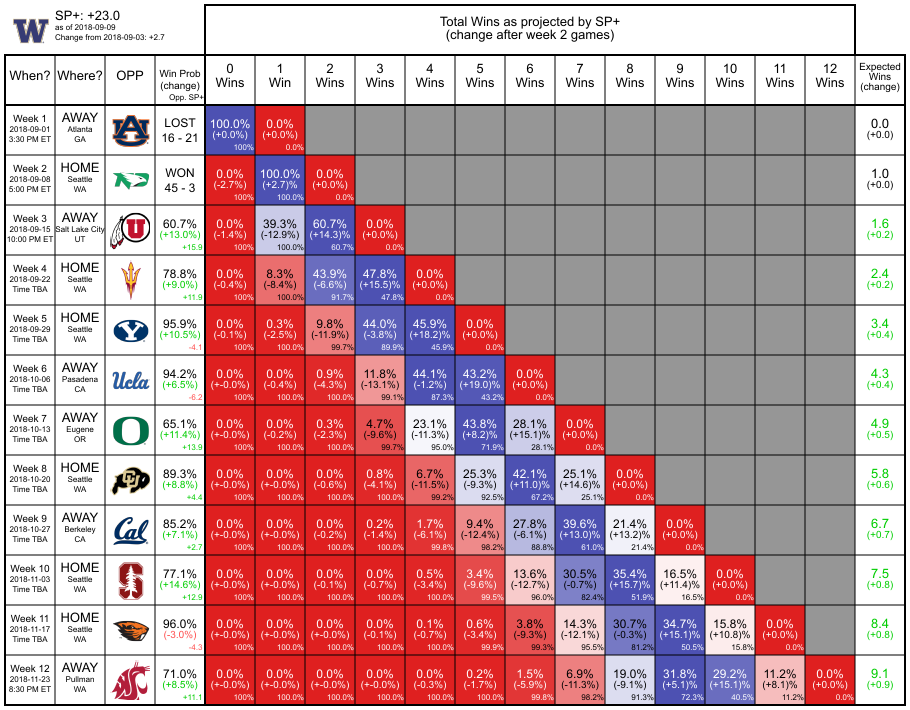 SP+: +23.0
as of 2018-09-09
Change from 2018-09-03: +2.7
Total Wins as projected by SP+
(change after week 2 games)
When? Where? OPP Win Prob (change) Opp. SP+ 0 Wins 1 Win 2 Wins 3 Wins 4 Wins 5 Wins 6 Wins 7 Wins 8 Wins 9 Wins 10 Wins 11 Wins 12 Wins Expected Wins (change)
Week 1 AWAY LOST 100.0% 0.0% 0.0
2018-09-01 Atlanta 16 - 21 (+0.0%) (+0.0%) (+0.0)
3:30 PM ET GA 100% 0.0%
Week 2 HOME WON 0.0% 100.0% 0.0% 1.0
2018-09-08 Seattle 45 - 3 (-2.7%) (+2.7)% (+0.0%) (+0.0)
5:00 PM ET WA 100% 100.0% 0.0%
Week 3 AWAY U 60.7% 0.0% 39.3% 60.7% 0.0% 1.6
2018-09-15 Salt Lake City (+13.0%) (-1.4%) (-12.9%) (+14.3)% (+0.0%) (+0.2)
10:00 PM ET UT +15.9 100% 100.0% 60.7% 0.0%
Week 4 HOME 78.8% 0.0% 8.3% 43.9% 47.8% 0.0% 2.4
2018-09-22 Seattle (+9.0%) (-0.4%) (-8.4%) (-6.6%) (+15.5)% (+0.0%) (+0.2)
Time TBA WA +11.9 100% 100.0% 91.7% 47.8% 0.0%
Week 5 HOME Y 95.9% 0.0% 0.3% 9.8% 44.0% 45.9% 0.0% 3.4
2018-09-29 Seattle (+10.5%) (-0.1%) (-2.5%) (-11.9%) (-3.8%) (+18.2)% (+0.0%) (+0.4)
Time TBA WA -4.1 100% 100.0% 99.7% 89.9% 45.9% 0.0%
Week 6 AWAY Ucla 94.2% 0.0% 0.0% 0.9% 11.8% 44.1% 43.2% 0.0% 4.3
2018-10-06 Pasadena (+6.5%) (+-0.0%) (-0.4%) (-4.3%) (-13.1%) (-1.2%) (+19.0)% (+0.0%) (+0.4)
Time TBA CA -6.2 100% 100.0% 100.0% 99.1% 87.3% 43.2% 0.0%
Week 7 AWAY O 65.1% 0.0% 0.0% 0.3% 4.7% 23.1% 43.8% 28.1% 0.0% 4.9
2018-10-13 Eugene (+11.4%) (+-0.0%) (-0.2%) (-2.3%) (-9.6%) (-11.3%) (+8.2)% (+15.1)% (+0.0%) (+0.5)
Time TBA OR +13.9 100% 100.0% 100.0% 99.7% 95.0% 71.9% 28.1% 0.0%
Week 8 HOME CU 89.3% 0.0% 0.0% 0.0% 0.8% 6.7% 25.3% 42.1% 25.1% 0.0% 5.8
2018-10-20 Seattle (+8.8%) (+-0.0%) (+-0.0%) (-0.6%) (-4.1%) (-11.5%) (-9.3%) (+11.0)% (+14.6)% (+0.0%) (+0.6)
Time TBA WA +4.4 100% 100.0% 100.0% 100.0% 99.2% 92.5% 67.2% 25.1% 0.0%
Week 9 AWAY Cal 85.2% 0.0% 0.0% 0.0% 0.2% 1.7% 9.4% 27.8% 39.6% 21.4% 0.0% 6.7
2018-10-27 Berkeley (+7.1%) (+-0.0%) (+-0.0%) (-0.2%) (-1.4%) (-6.1%) (-12.4%) (-6.1%) (+13.0)% (+13.2)% (+0.0%) (+0.7)
Time TBA CA +2.7 100% 100.0% 100.0% 100.0% 99.8% 98.2% 88.8% 61.0% 21.4% 0.0%
Week 10 HOME S 77.1% 0.0% 0.0% 0.0% 0.0% 0.5% 3.4% 13.6% 30.5% 35.4% 16.5% 0.0% 7.5
2018-11-03 Seattle (+14.6%) (+-0.0%) (+-0.0%) (-0.1%) (-0.7%) (-3.4%) (-9.6%) (-12.7%) (-0.7%) (+15.7)% (+11.4)% (+0.0%) (+0.8)
Time TBA WA +12.9 100% 100.0% 100.0% 100.0% 100.0% 99.5% 96.0% 82.4% 51.9% 16.5% 0.0%
Week 11 HOME 96.0% 0.0% 0.0% 0.0% 0.0% 0.1% 0.6% 3.8% 14.3% 30.7% 34.7% 15.8% 0.0% 8.4
2018-11-17 Seattle (-3.0%) (+-0.0%) (+-0.0%) (-0.0%) (-0.1%) (-0.7%) (-3.4%) (-9.3%) (-12.1%) (-0.3%) (+15.1)% (+10.8)% (+0.0%) (+0.8)
Time TBA WA -4.3 100% 100.0% 100.0% 100.0% 100.0% 99.9% 99.3% 95.5% 81.2% 50.5% 15.8% 0.0%
Week 12 AWAY 71.0% 0.0% 0.0% 0.0% 0.0% 0.0% 0.2% 1.5% 6.9% 19.0% 31.8% 29.2% 11.2% 0.0% 9.1
2018-11-23 Pullman (+8.5%) (+-0.0%) (+-0.0%) (+-0.0%) (-0.0%) (-0.3%) (-1.7%) (-5.9%) (-11.3%) (-9.1%) (+5.1)% (+15.1)% (+8.1)% (+0.0%) (+0.9)
8:30 PM ET WA +11.1 100% 100.0% 100.0% 100.0% 100.0% 100.0% 99.8% 98.2% 91.3% 72.3% 40.5% 11.2% 0.0%